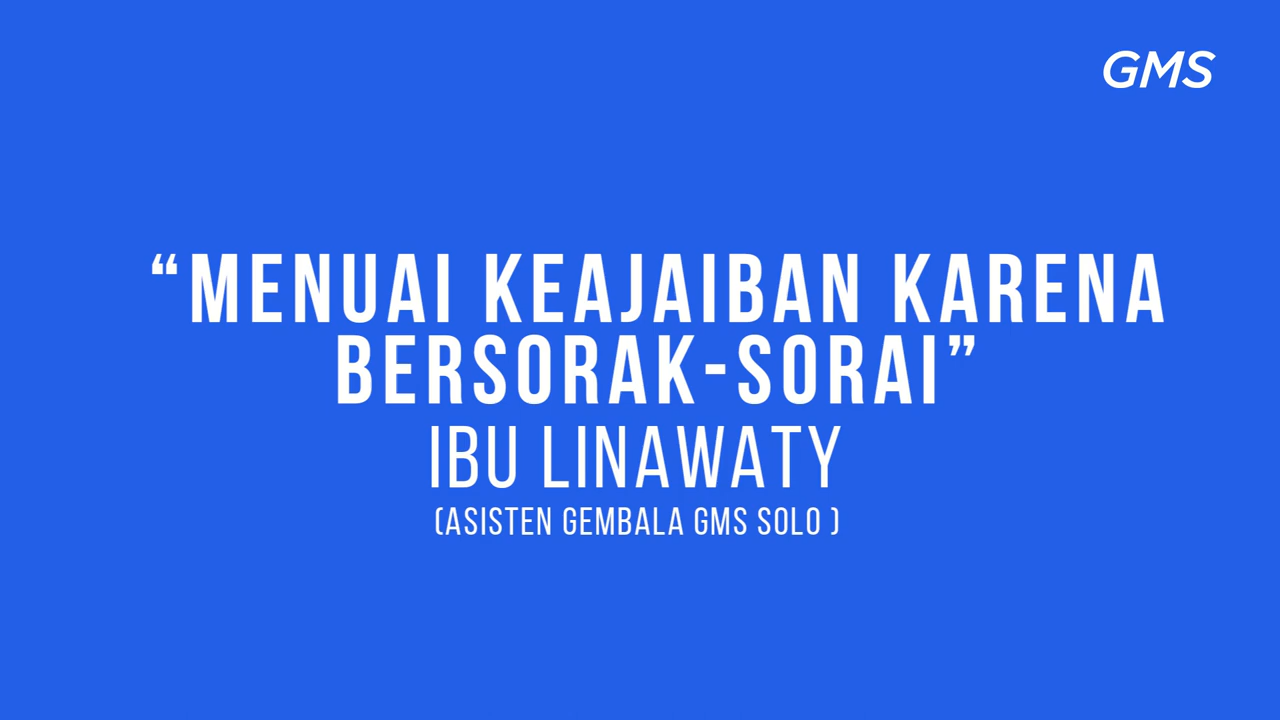 GMS
“MENUAI KEAJAIBAN KARENA
BERSORAK-SORAI”
IBU LINAWATY
(ASISTEN GEMBALA GMS SOLO )